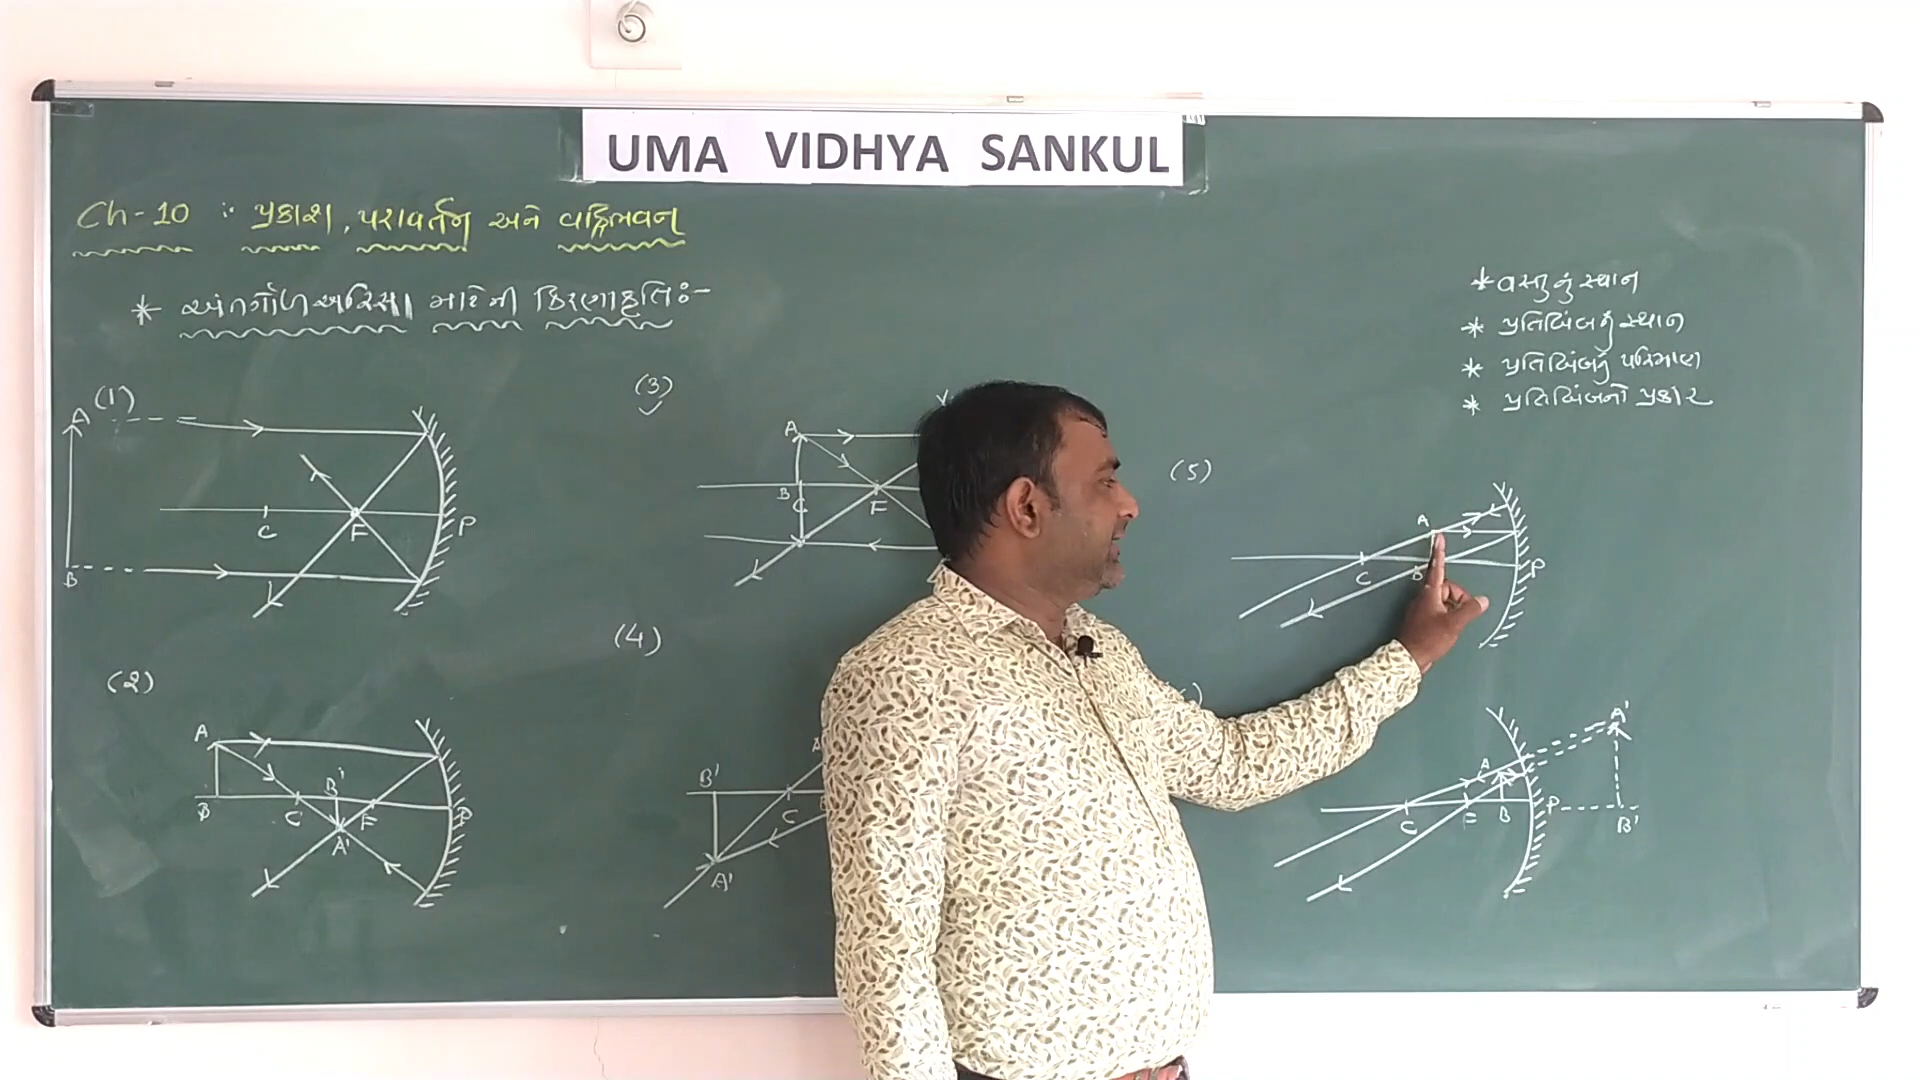 UMA VIDHYA SANKUL
Ch-10 : પ્રકાશ, પરાવર્તન અને વક્રીભવન
* અંતર્ગોળ અરિસા માટેની કિરણાકૃતિ :-
* વસ્તુનું સ્થાન
* પ્રતિબિંબનું સ્થાન
* પ્રતિબિંબનું પરિમાણ
* પ્રતિબિંબનો પ્રકાર
(1)
A
C F P
B
(2)
A
B C B' F P
A'
(3)
A
B C F
(4)
B' C
A'
(5)
A
C B P
A'
A
C F B P B'